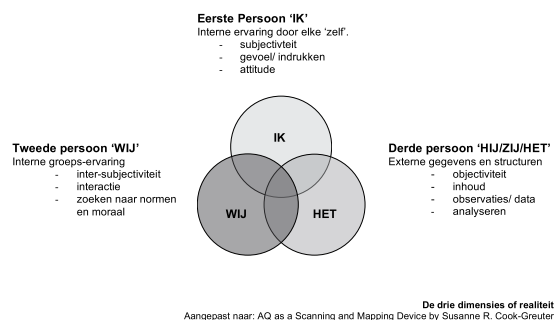 Eerste Persoon ‘IK’
Interne ervaring door elke ‘zelf’.
- subjectivteit
- gevoel/ indrukken
- attitude
Tweede persoon ‘WIJ’
Interne groeps-ervaring
- inter-subjectiviteit
- interactie
- zoeken naar normen
en moraal
IK
WIJ
HET
Derde persoon ‘HIJ/ZIJ/HET’
Externe gegevens en structuren
- objectiviteit
- inhoud
- observaties/ data
- analyseren
De drie dimensies of realiteit
Aangepast naar: AQ as a Scanning and Mapping Device by Susanne R. Cook-Greuter